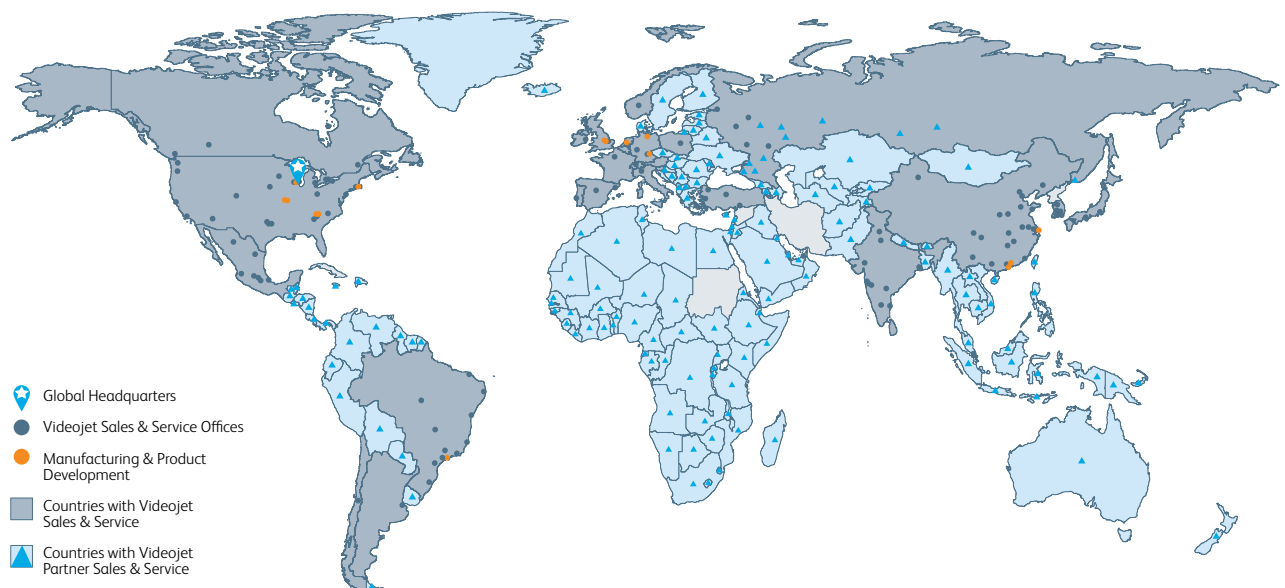 Global Headquarters
Videojet Sales & Service Offices
Manufacturing & Product
Development
Countries with Videojet
Sales & Service
Countries with Videojet
Partner Sales & Service